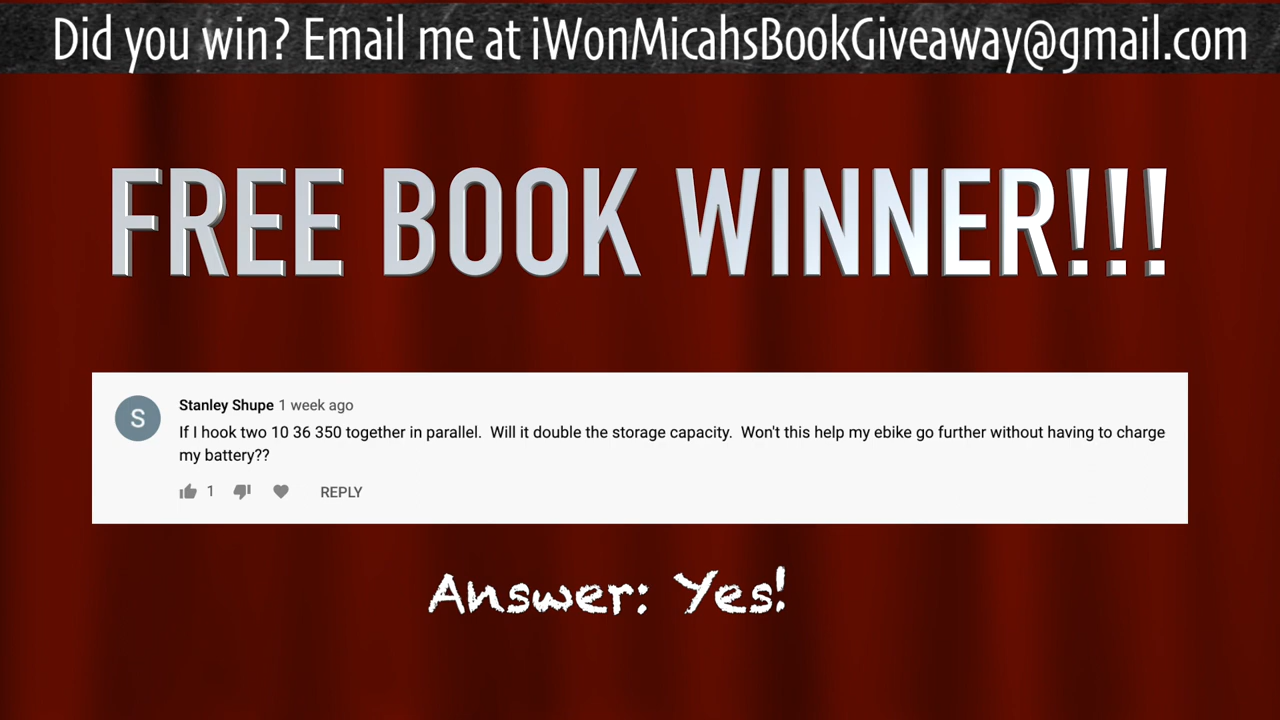 Did you win? Email me at iWonMicahsBookGiveaway@gmail.com
FREE BOOK WINNER!!!
S
Stanley Shupe 1 week ago
If I hook two 10 36 350 together in parallel.  Will it double the storage capacity.  Won't this help my ebike go further without having to charge
my battery??
1 REPLY
Answer: Yes!